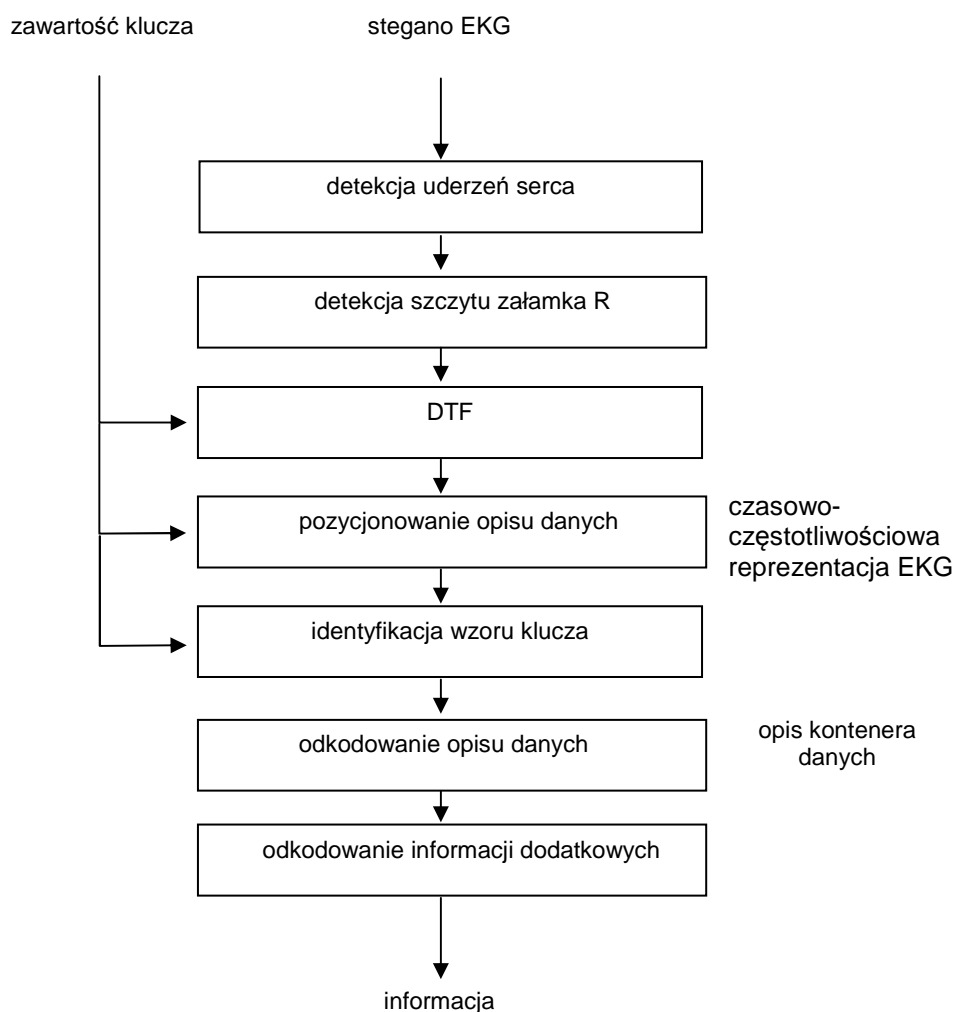 zawartość klucza
stegano EKG
detekcja uderzeń serca
detekcja szczytu załamka R
DTF
pozycjonowanie opisu danych
czasowo-
częstotliwościowa
reprezentacja EKG
identyfikacja wzoru klucza
odkodowanie opisu danych
opis kontenera
danych
odkodowanie informacji dodatkowych
informacja